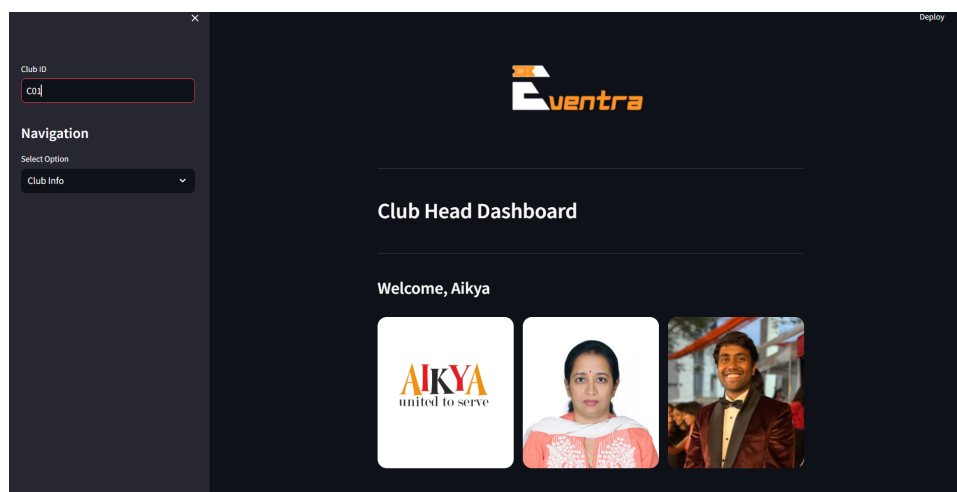 Deploy
Club ID
C01
Navigation
Select Option
Club Info
Eventra
Club Head Dashboard
Welcome, Aikya
AIKYA
united to serve